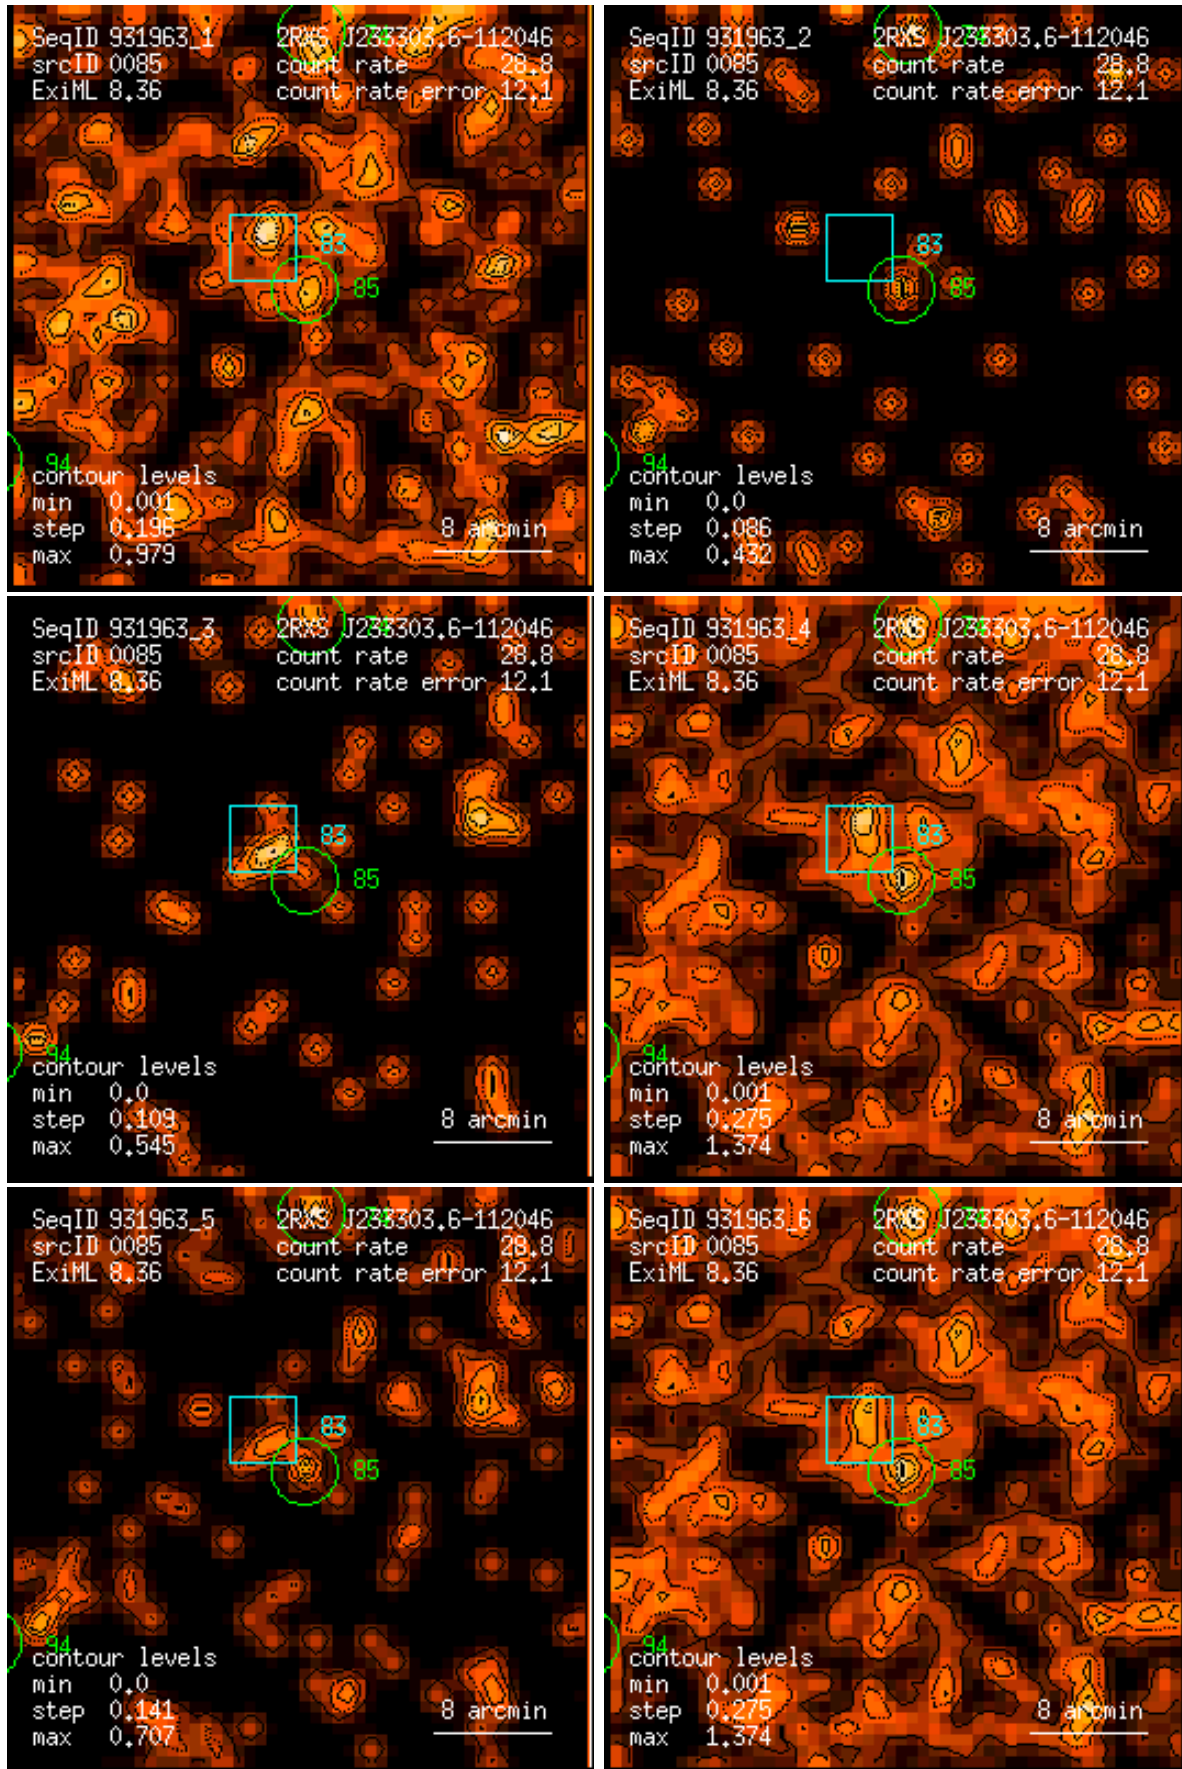 SeqID 931963_1 2RXS J235303.6-112046
srcID 0085 count rate 28.8
ExiML 8.36 count rate error 12.1
83
85
94
contour levels
min 0.001
step 0.196
max 0.979
8 arcmin
SeqID 931963_2 2RXS J235303.6-112046
srcID 0085 count rate 28.8
ExiML 8.36 count rate error 12.1
83
85
94
contour levels
min 0.0
step 0.086
max 0.432
8 arcmin
SeqID 931963_3 2RXS J235303.6-112046
srcID 0085 count rate 28.8
ExiML 8.36 count rate error 12.1
83
85
94
contour levels
min 0.0
step 0.109
max 0.545
8 arcmin
SeqID 931963_4 2RXS J235303.6-112046
srcID 0085 count rate 28.8
ExiML 8.36 count rate error 12.1
83
85
94
contour levels
min 0.001
step 0.275
max 1.374
8 arcmin
SeqID 931963_5 2RXS J235303.6-112046
srcID 0085 count rate 28.8
ExiML 8.36 count rate error 12.1
83
85
94
contour levels
min 0.0
step 0.141
max 0.707
8 arcmin
SeqID 931963_6 2RXS J235303.6-112046
srcID 0085 count rate 28.8
ExiML 8.36 count rate error 12.1
83
85
94
contour levels
min 0.001
step 0.275
max 1.374
8 arcmin